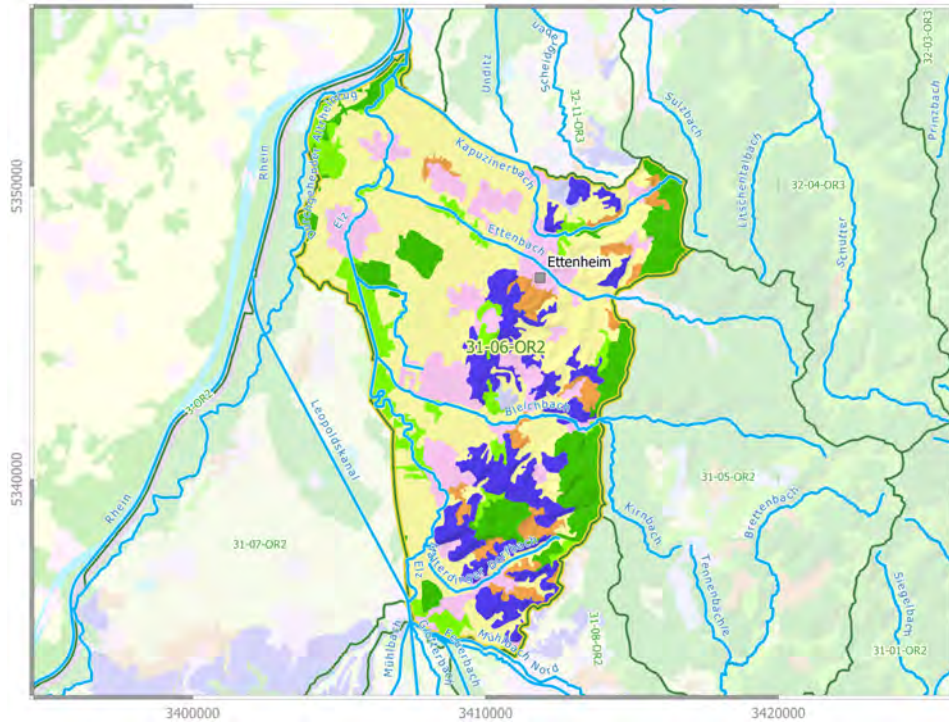 Unditz
Scheidgraben
32-03-OR3
Prinzbach
32-11-OR3
Sulzbach
Kapuzinerbach
Rhein
5350000
Litschentalbach
32-04-OR3
Elz
Ettenbach
Schutter
Ettenheim
31-06-OR2
Bleichbach
3-OR2
Leopoldskanal
5340000
Rhein
31-05-OR2
Kirnbach
Brettenbach
31-07-OR2
Tennenbächle
Elz
Siegelbach
31-08-OR2
Mühlbach Nord
Mühlbach
31-01-OR2
3400000
3410000
3420000